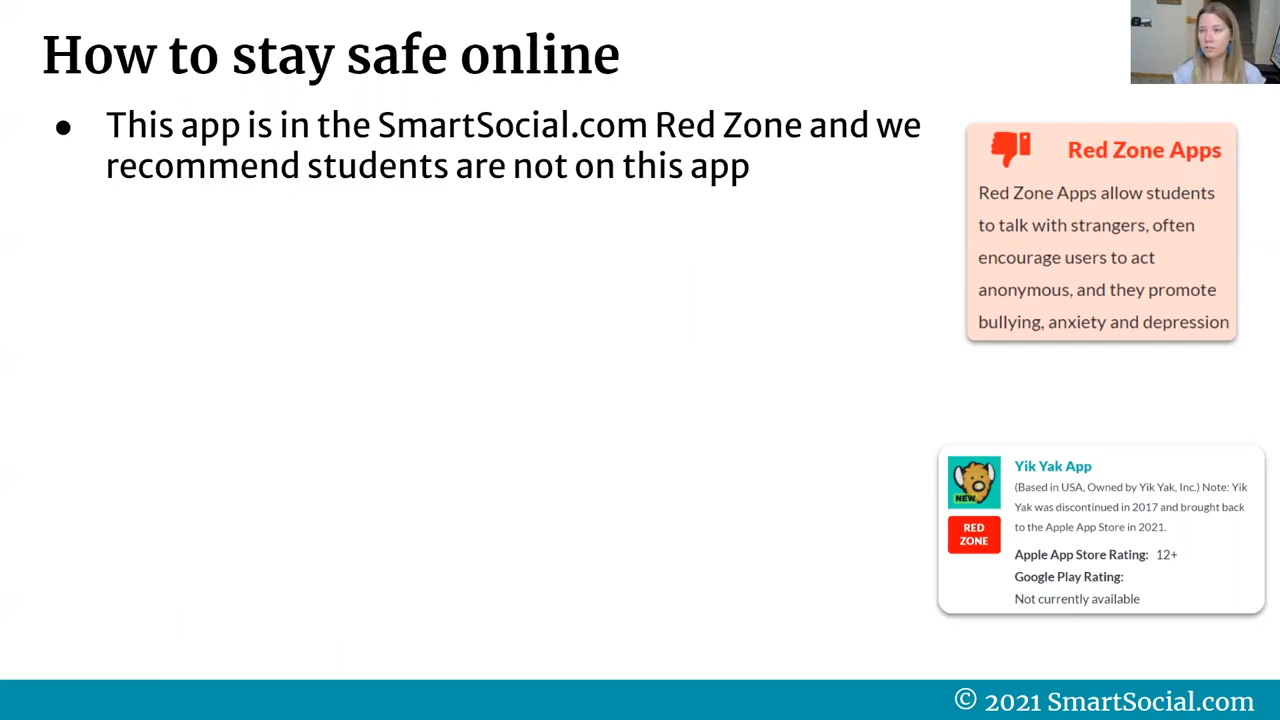 How to stay safe online
● This app is in the SmartSocial.com Red Zone and we
recommend students are not on this app
Red Zone Apps
Red Zone Apps allow students
to talk with strangers, often
encourage users to act
anonymous, and they promote
bullying, anxiety and depression
NEW
RED
ZONE
Yik Yak App
(Based in USA, Owned by Yik Yak, Inc.) Note: Yik
Yak was discontinued in 2017 and brought back
to the Apple App Store in 2021.
Apple App Store Rating: 12+
Google Play Rating:
Not currently available
© 2021 SmartSocial.com